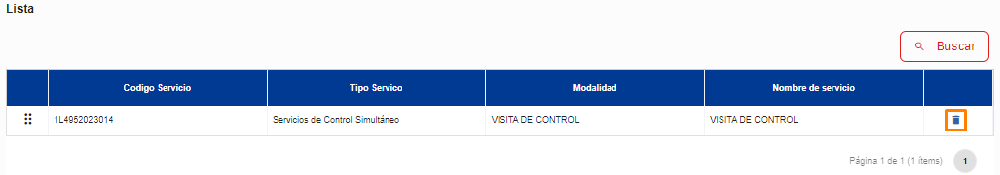 Lista
Buscar
Codigo Servicio Tipo Servico Modalidad Nombre de servicio
1L4952023014 Servicios de Control Simultáneo VISITA DE CONTROL VISITA DE CONTROL
Página 1 de 1 (1 ítems) 1